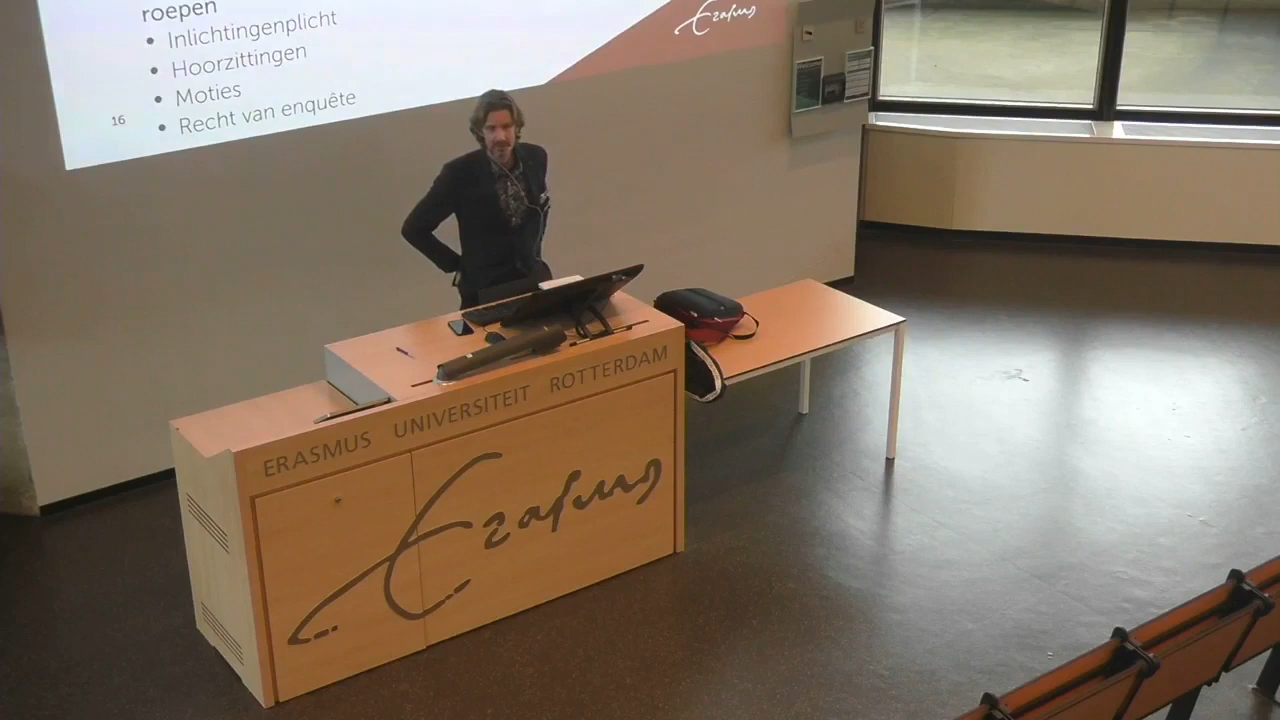 roepen
• Inlichtingenplicht
• Hoorzittingen
• Moties
• Recht van enquête
16
Erasmus
ERASMUS UNIVERSITEIT ROTTERDAM
Erasmus